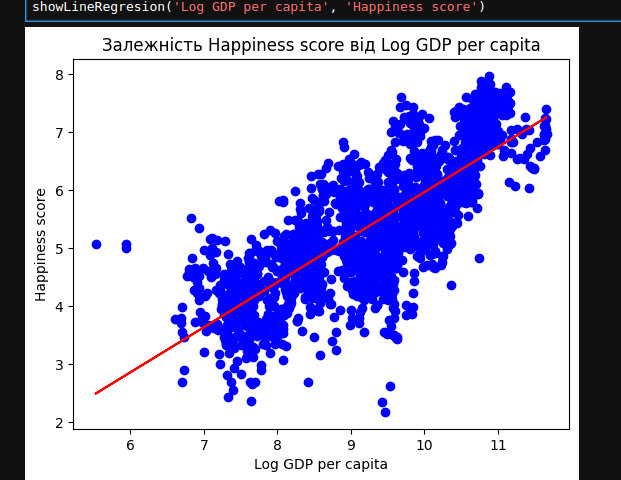 showLineRegresion('Log GDP per capita', 'Happiness score')
Залежність Happiness score від Log GDP per capita
8
7
6
5
4
3
2
Happiness score
6 7 8 9 10 11
Log GDP per capita